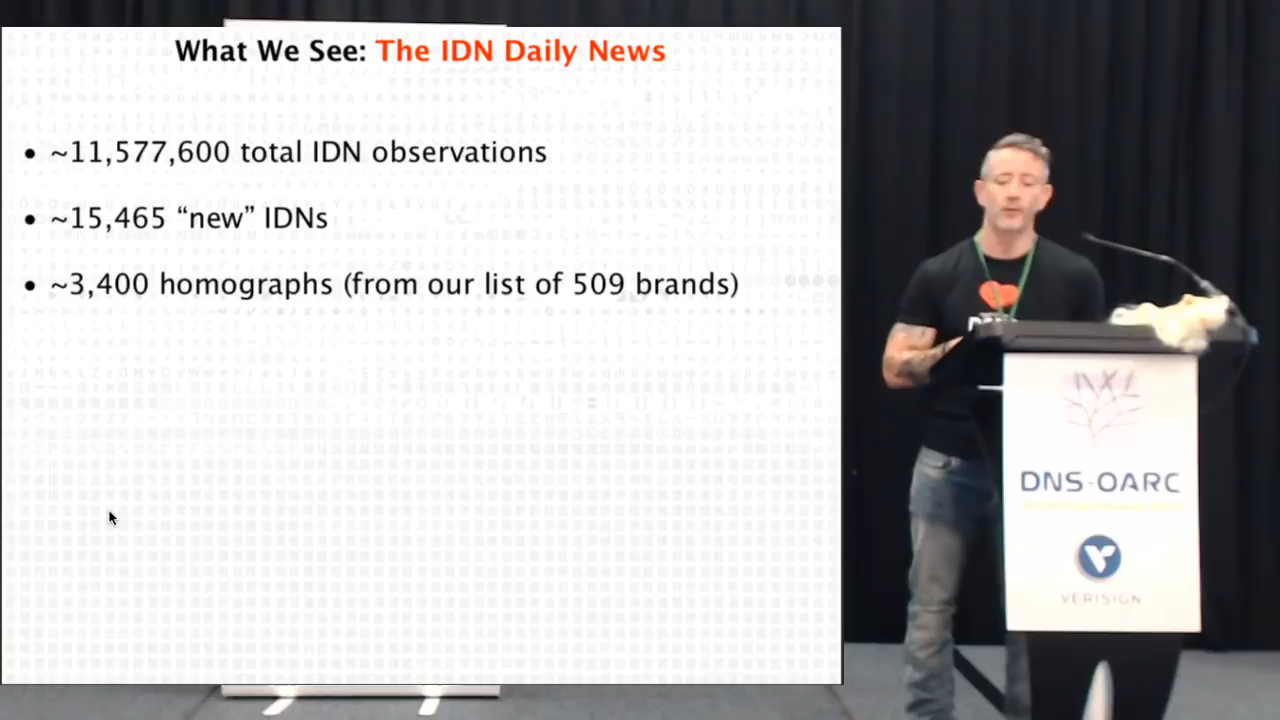 What We See: The IDN Daily News
• ~11,577,600 total IDN observations
• ~15,465 “new” IDNs
• ~3,400 homographs (from our list of 509 brands)
DNS-OARC
VERISIGN